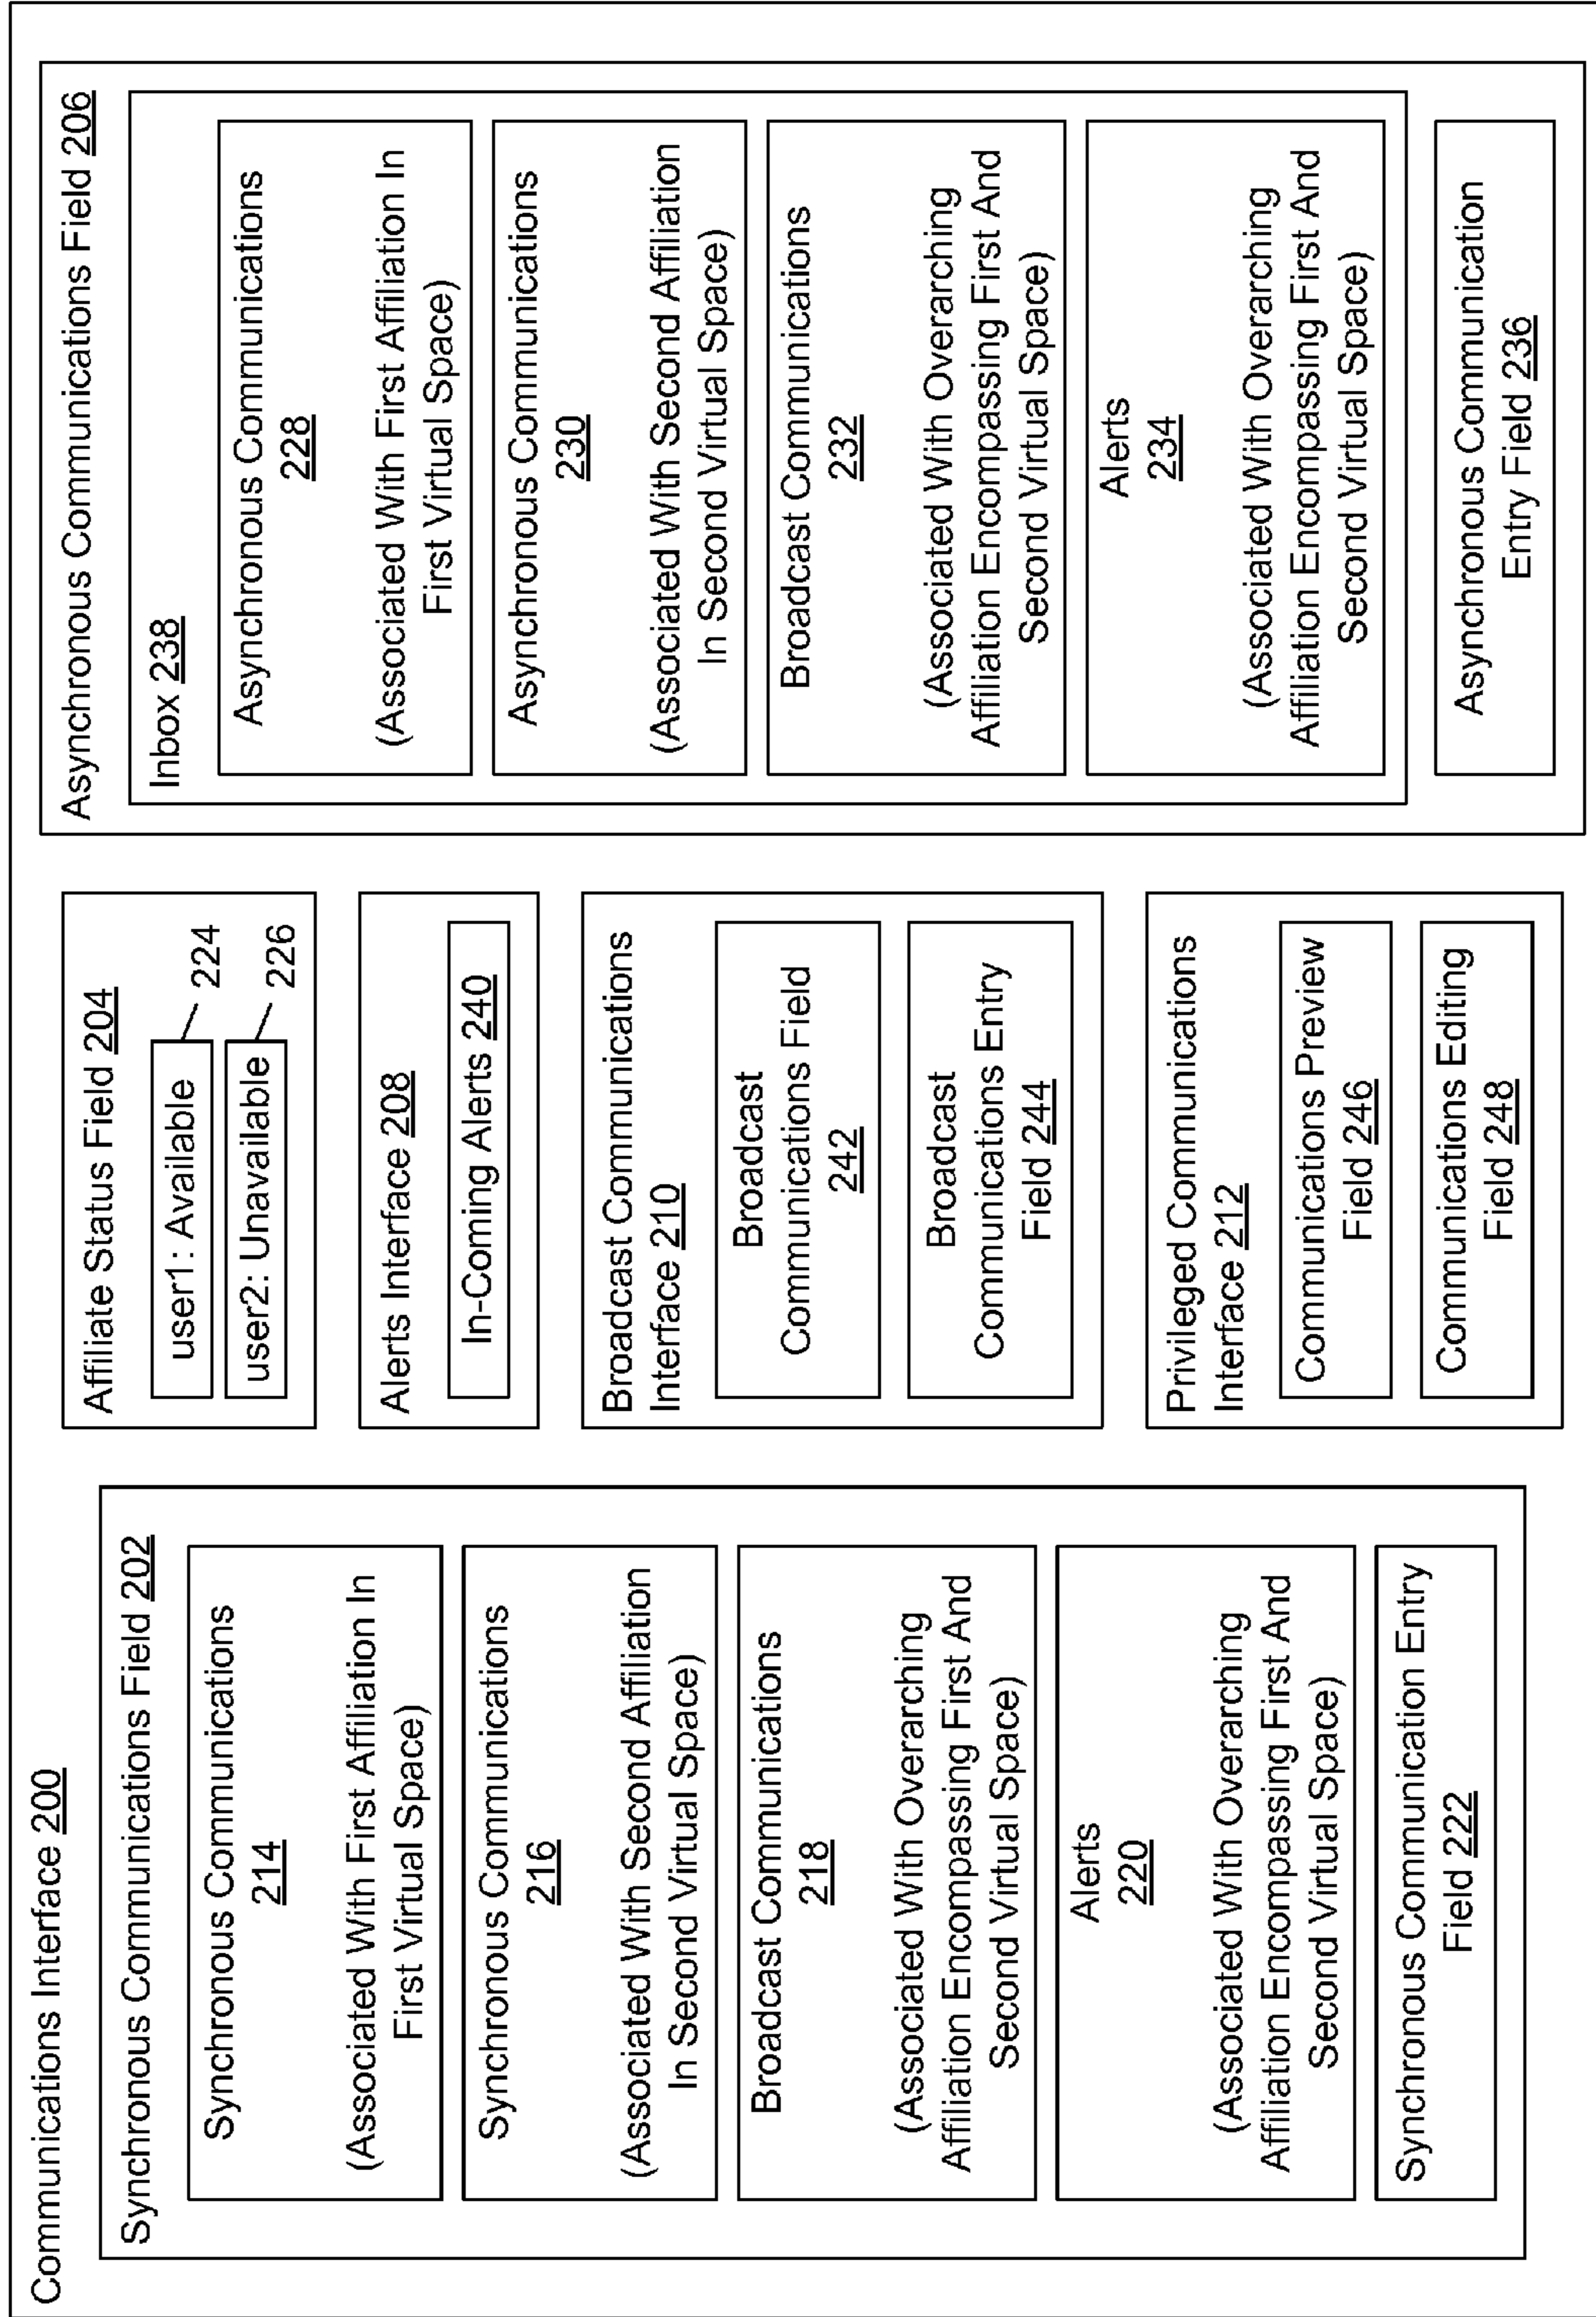 Communications Interface 200
Synchronous Communications Field 202
Synchronous Communications
214
(Associated With First Affiliation In
First Virtual Space)
Synchronous Communications
216
(Associated With Second Affiliation
In Second Virtual Space)
Broadcast Communications
218
(Associated With Overarching
Affiliation Encompassing First And
Second Virtual Space)
Alerts
220
(Associated With Overarching
Affiliation Encompassing First And
Second Virtual Space)
Synchronous Communication Entry
Field 222
Affiliate Status Field 204
user1: Available
224
user2: Unavailable
226
Alerts Interface 208
In-Coming Alerts 240
Broadcast Communications
Interface 210
Broadcast
Communications Field
242
Broadcast
Communications Entry
Field 244
Privileged Communications
Interface 212
Communications Preview
Field 246
Communications Editing
Field 248
Asynchronous Communications Field 206
Inbox 238
Asynchronous Communications
228
(Associated With First Affiliation In
First Virtual Space)
Asynchronous Communications
230
(Associated With Second Affiliation
In Second Virtual Space)
Broadcast Communications
232
(Associated With Overarching
Affiliation Encompassing First And
Second Virtual Space)
Alerts
234
(Associated With Overarching
Affiliation Encompassing First And
Second Virtual Space)
Asynchronous Communication
Entry Field 236